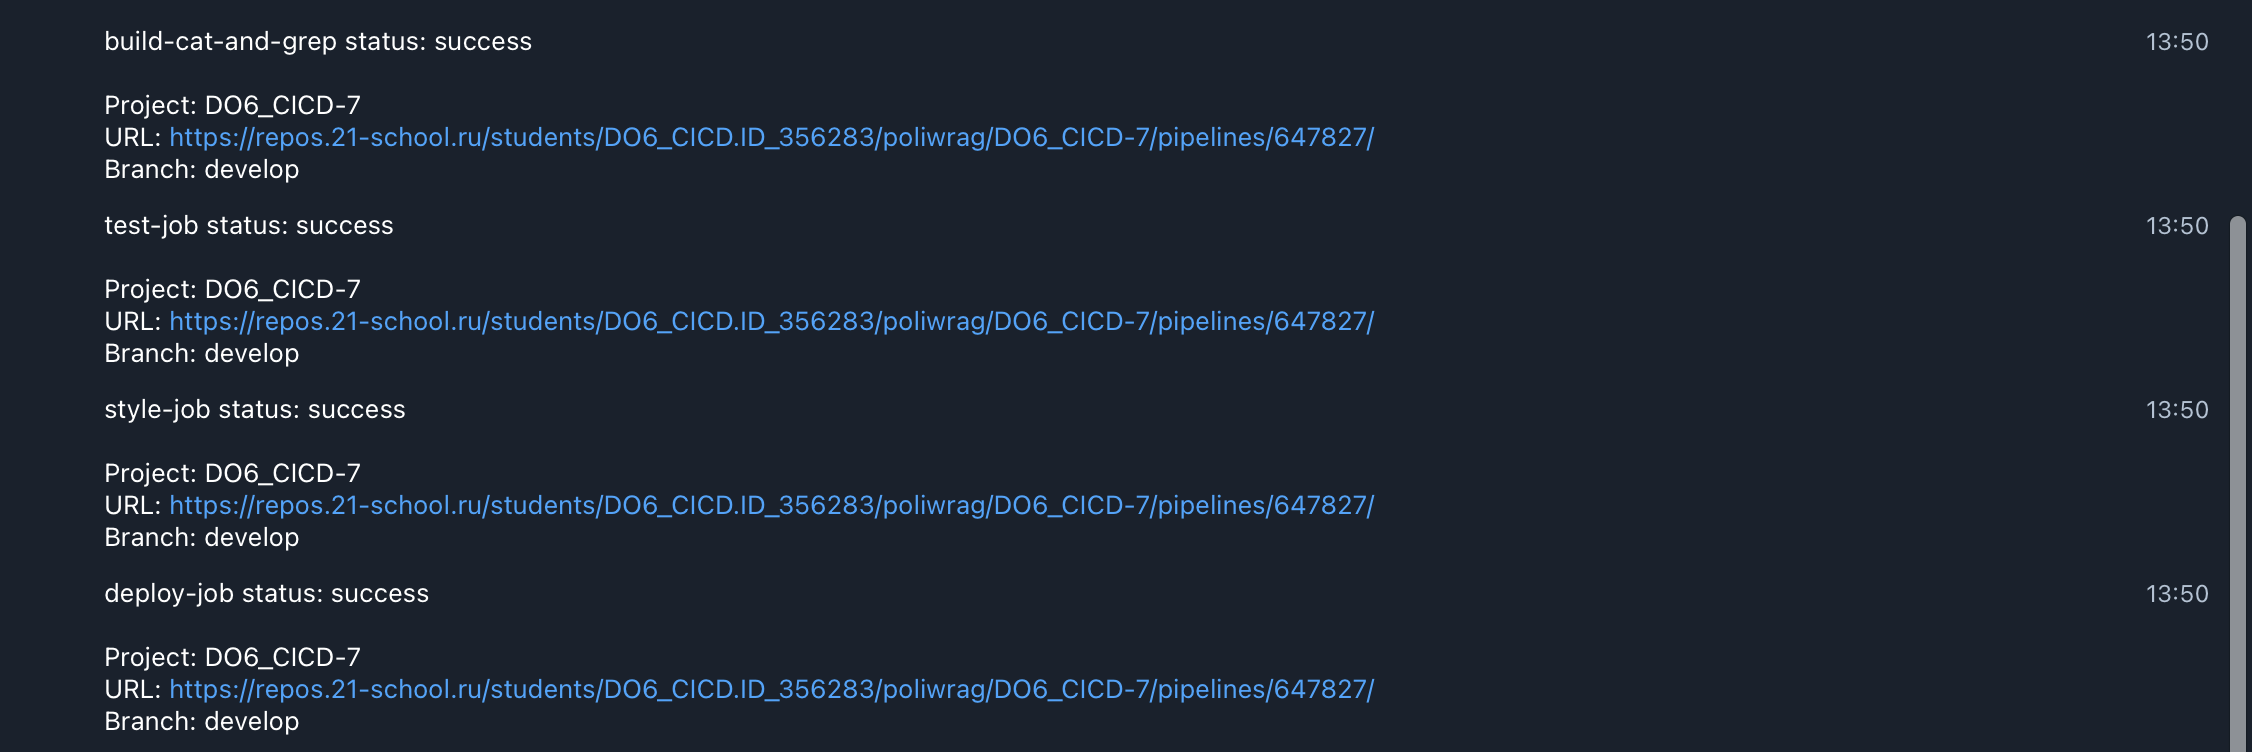 build-cat-and-grep status: success 13:50
Project: DO6_CICD-7
URL: https://repos.21-school.ru/students/DO6_CICD.ID_356283/poliwrag/DO6_CICD-7/pipelines/647827/
Branch: develop
test-job status: success 13:50
Project: DO6_CICD-7
URL: https://repos.21-school.ru/students/DO6_CICD.ID_356283/poliwrag/DO6_CICD-7/pipelines/647827/
Branch: develop
style-job status: success 13:50
Project: DO6_CICD-7
URL: https://repos.21-school.ru/students/DO6_CICD.ID_356283/poliwrag/DO6_CICD-7/pipelines/647827/
Branch: develop
deploy-job status: success 13:50
Project: DO6_CICD-7
URL: https://repos.21-school.ru/students/DO6_CICD.ID_356283/poliwrag/DO6_CICD-7/pipelines/647827/
Branch: develop